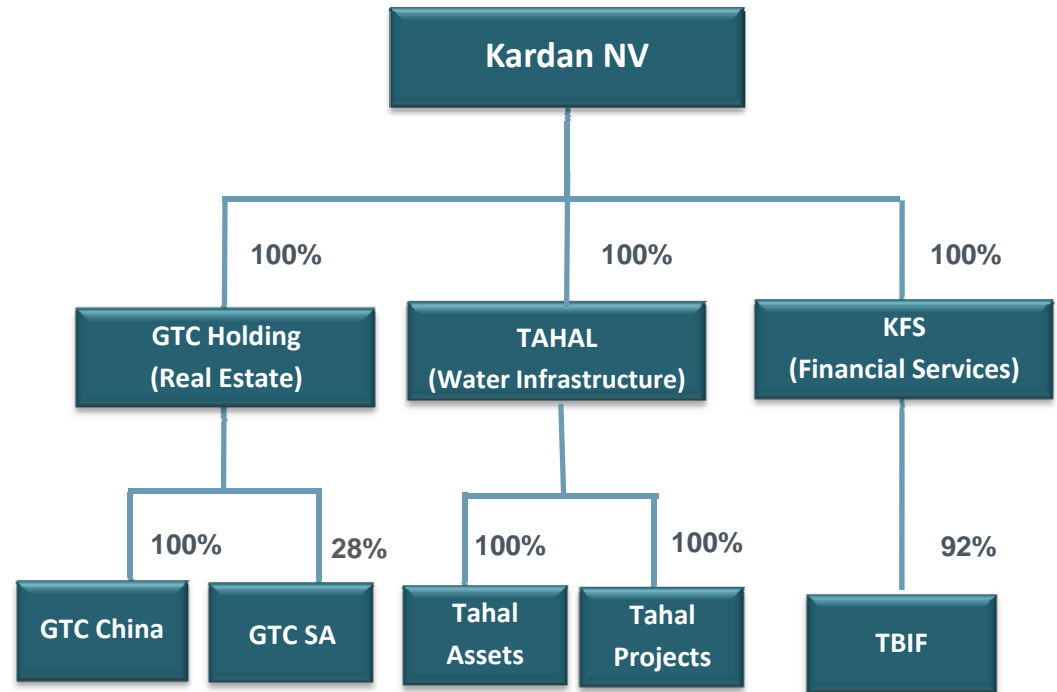 Kardan NV
100%
100%
100%
GTC Holding
(Real Estate)
TAHAL
(Water Infrastructure)
KFS
(Financial Services)
100%
28%
100%
100%
92%
GTC China
GTC SA
Tahal
Assets
Tahal
Projects
TBIF